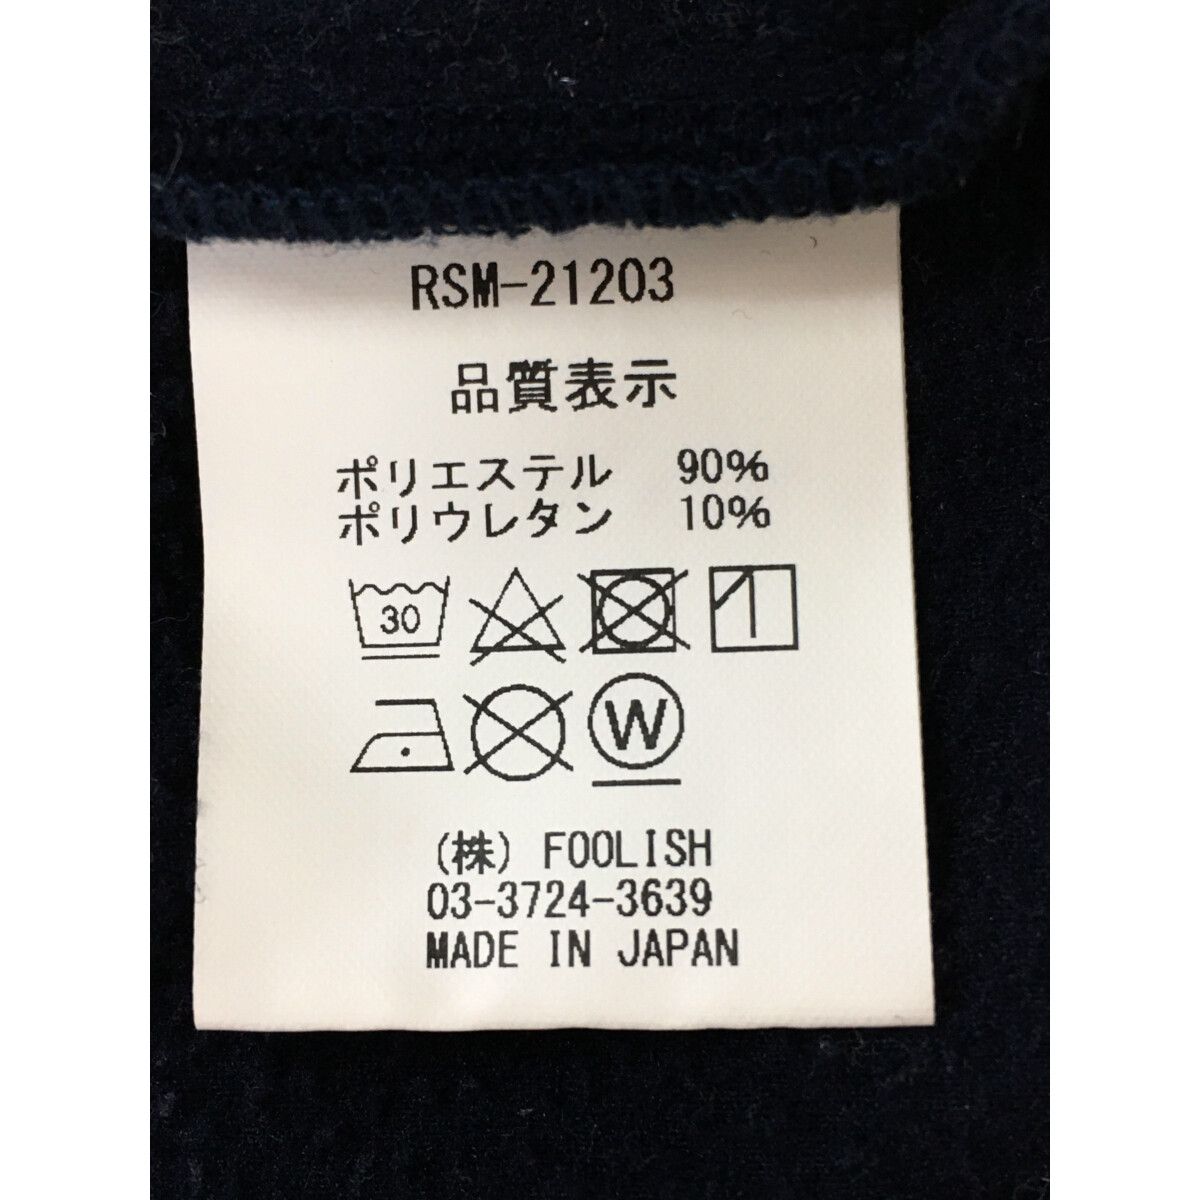 RSM-21203
品質表示
ポリエステル 90%
ポリウレタン 10%
30
W
(株) FOOLISH
03-3724-3639
MADE IN JAPAN